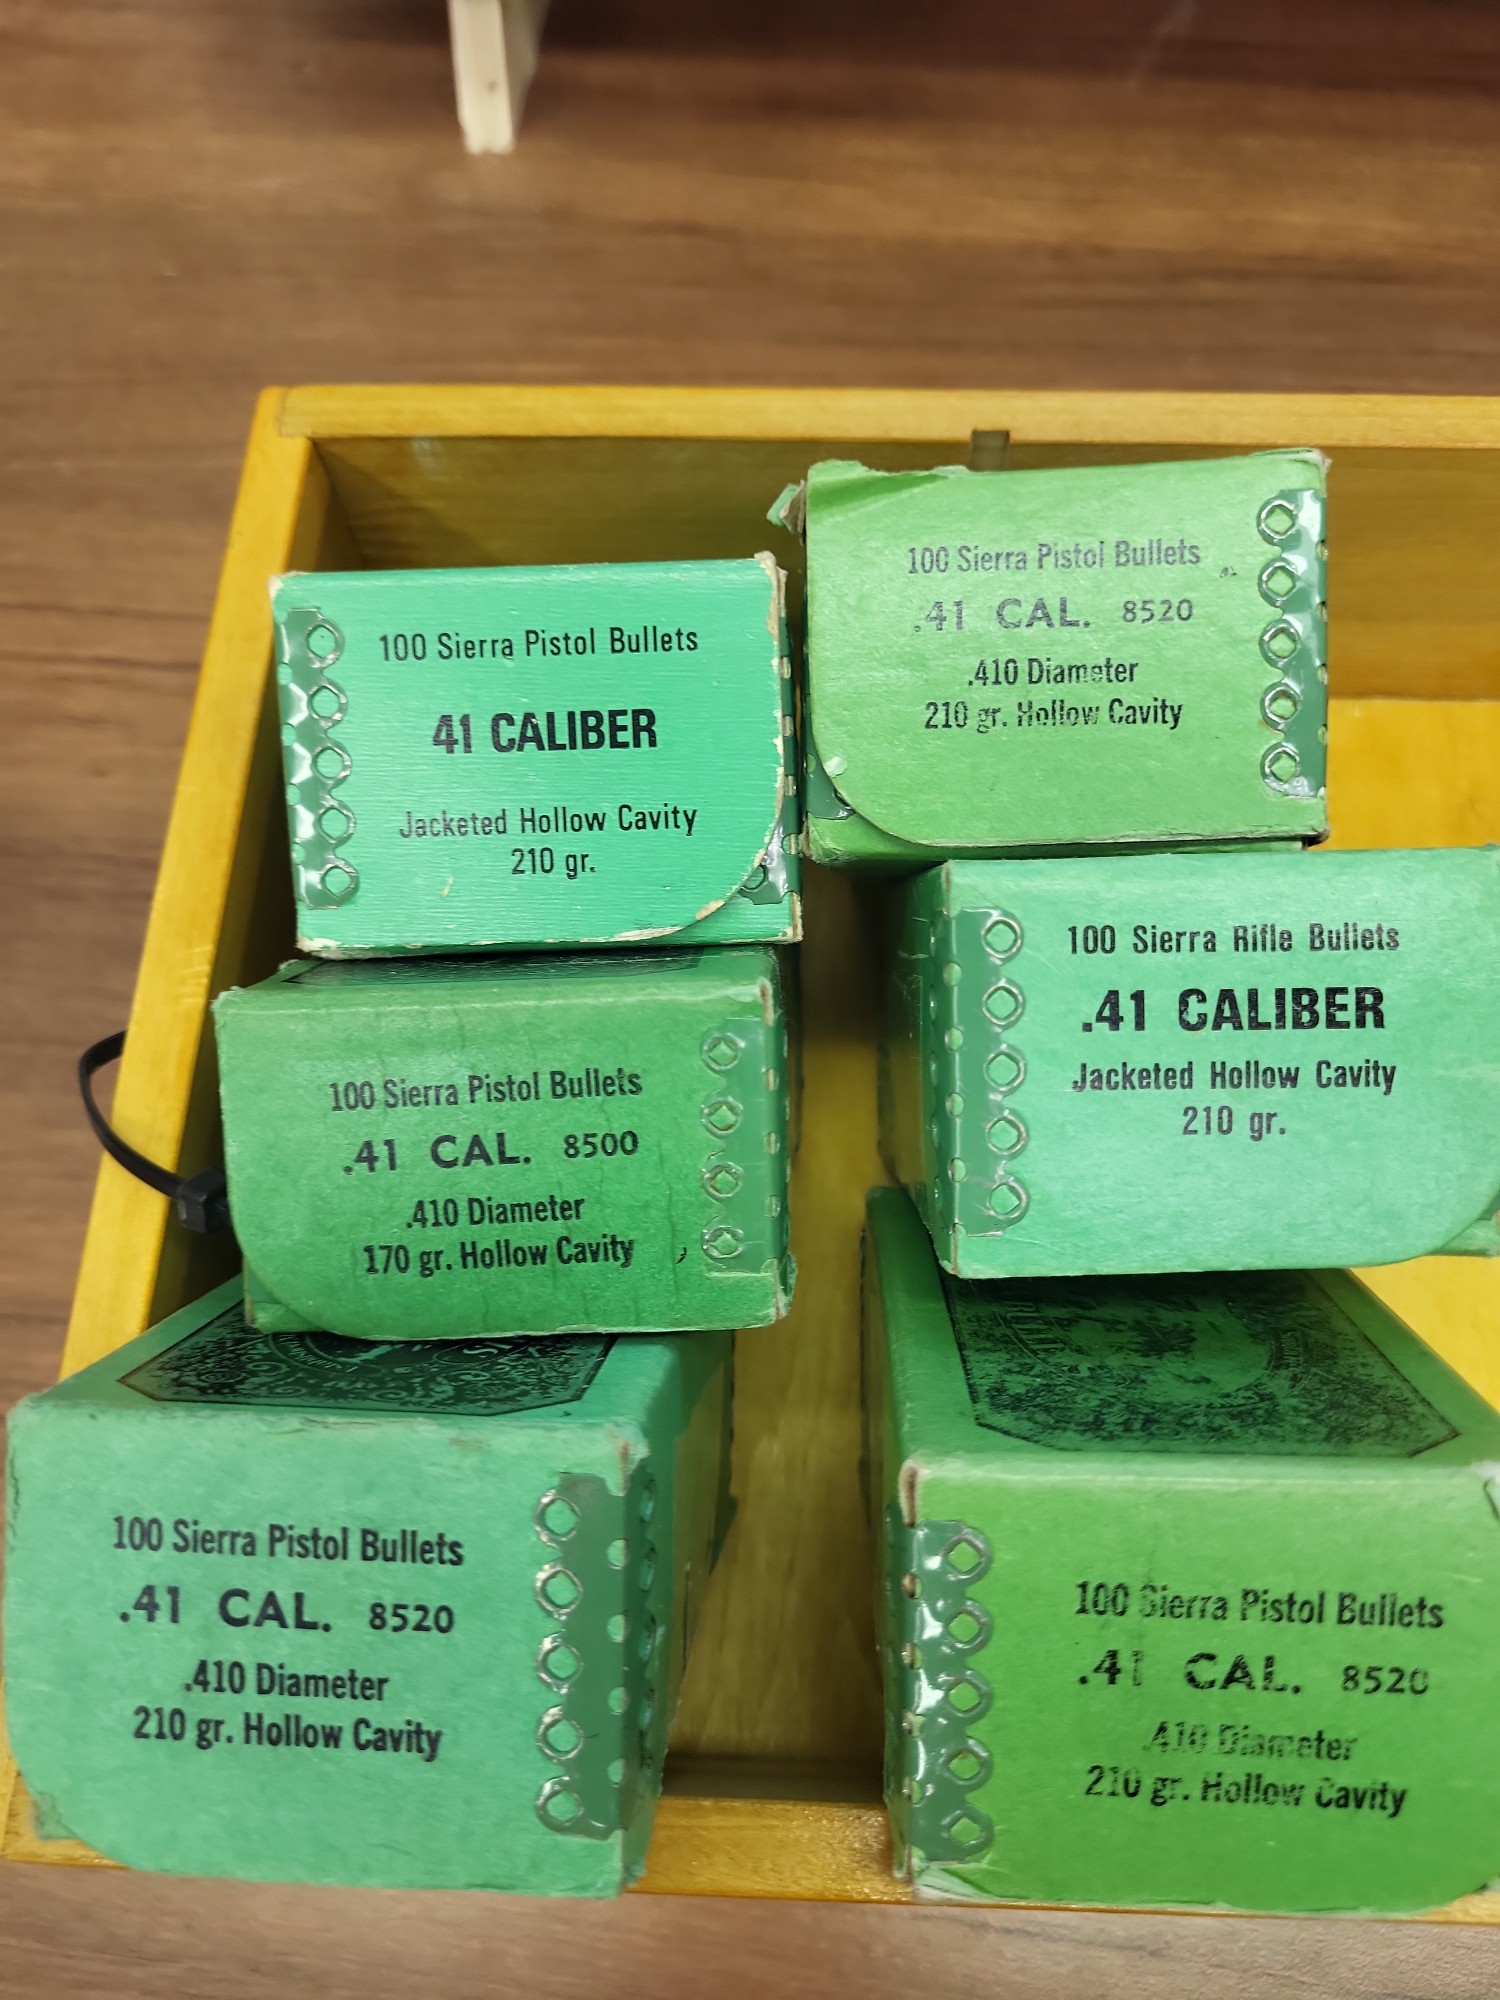 100 Sierra Pistol Bullets
41 CALIBER
Jacketed Hollow Cavity
210 gr.
100 Sierra Pistol Bullets
.41 CAL. 8520
.410 Diameter
210 gr. Hollow Cavity
100 Sierra Pistol Bullets
.41 CAL. 8500
.410 Diameter
170 gr. Hollow Cavity
100 Sierra Rifle Bullets
.41 CALIBER
Jacketed Hollow Cavity
210 gr.
100 Sierra Pistol Bullets
.41 CAL. 8520
.410 Diameter
210 gr. Hollow Cavity
100 Sierra Pistol Bullets
.41 CAL. 8520
.410 Diameter
210 gr. Hollow Cavity